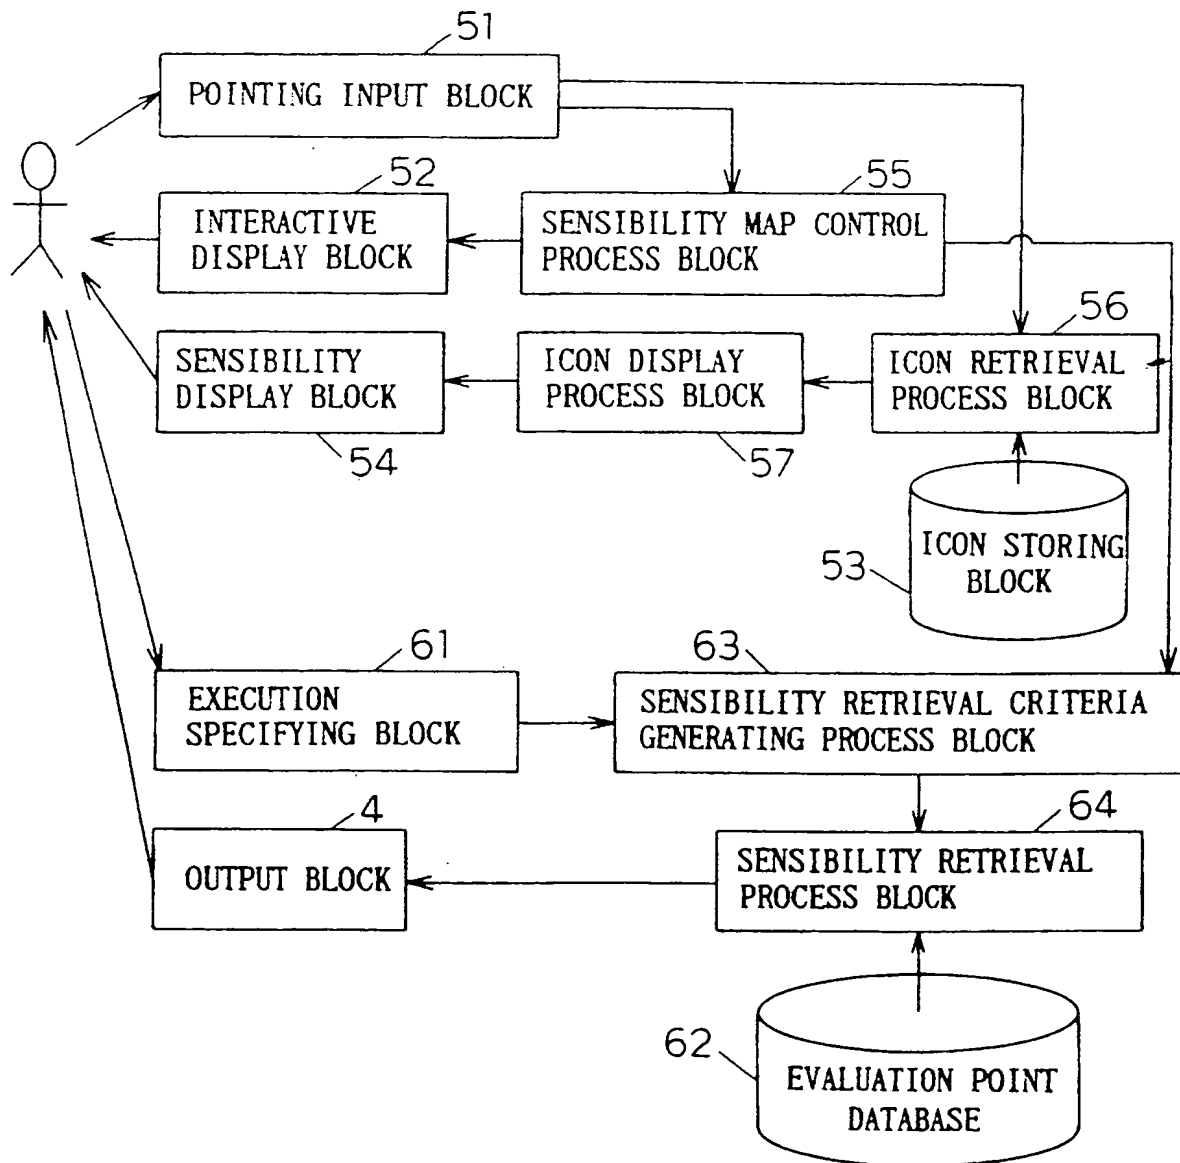 51
POINTING INPUT BLOCK
52
INTERACTIVE
DISPLAY BLOCK
55
SENSIBILITY MAP CONTROL
PROCESS BLOCK
SENSIBILITY
DISPLAY BLOCK
54
ICON DISPLAY
PROCESS BLOCK
57
56
ICON RETRIEVAL
PROCESS BLOCK
53
ICON STORING
BLOCK
61
EXECUTION
SPECIFYING BLOCK
63
SENSIBILITY RETRIEVAL CRITERIA
GENERATING PROCESS BLOCK
4
OUTPUT BLOCK
64
SENSIBILITY RETRIEVAL
PROCESS BLOCK
62
EVALUATION POINT
DATABASE